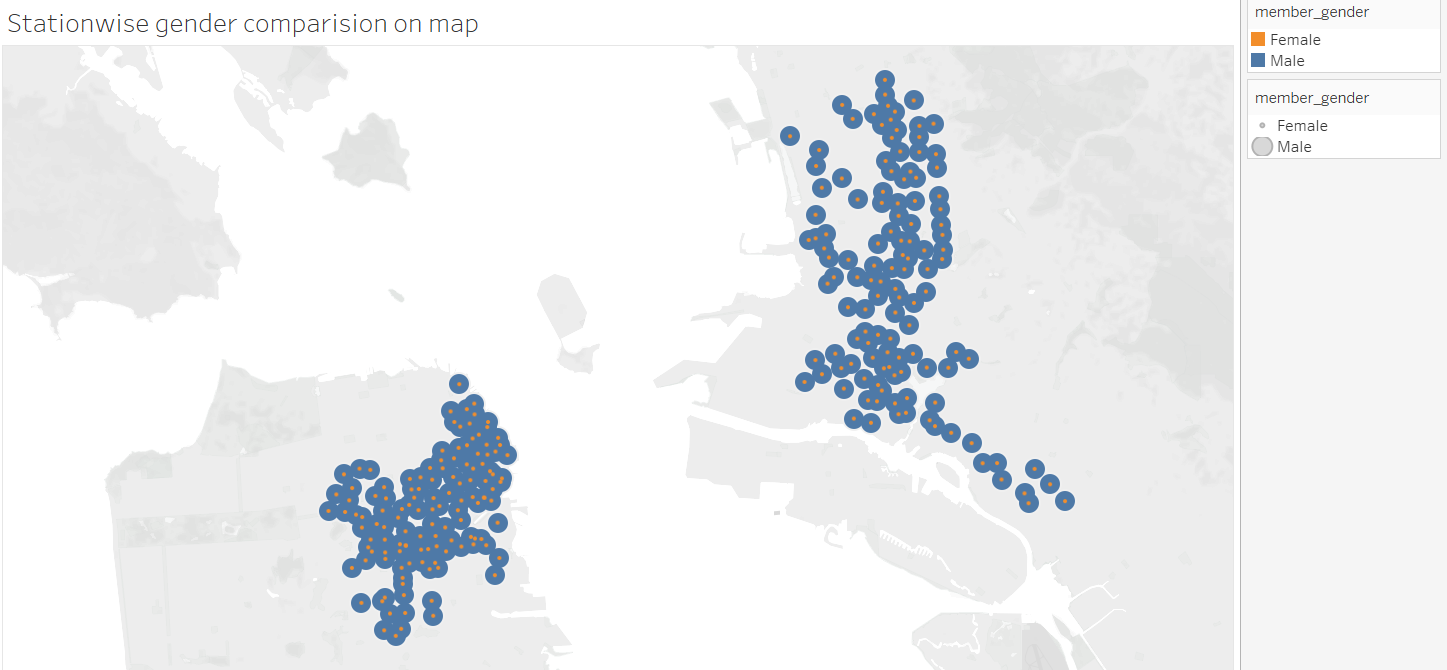 Stationwise gender comparision on map
member_gender
Female
Male
member_gender
Female
Male